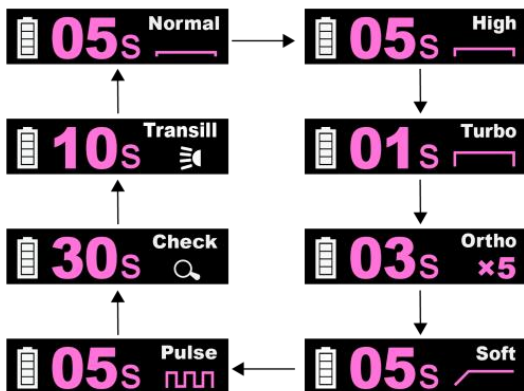 05s Normal
05s High
10s Transill
01s Turbo
30s Check
03s Ortho
×5
05s Pulse
05s Soft